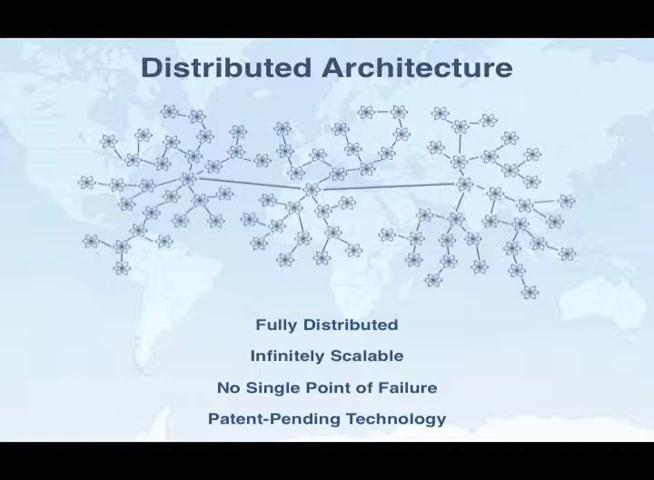 Distributed Architecture
Fully Distributed
Infinitely Scalable
No Single Point of Failure
Patent-Pending Technology